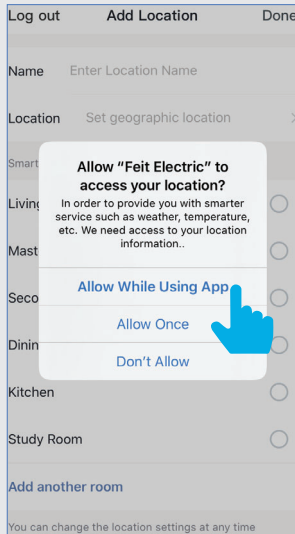 Log out Add Location Done
Name Enter Location Name
Location Set geographic location
Smart
Allow “Feit Electric” to
access your location?
In order to provide you with smarter
service such as weather, temperature,
etc. We need access to your location
information..
Living
Allow While Using App
Mast
Seco
Allow Once
Dinin
Don’t Allow
Kitchen
Study Room
Add another room
You can change the location settings at any time